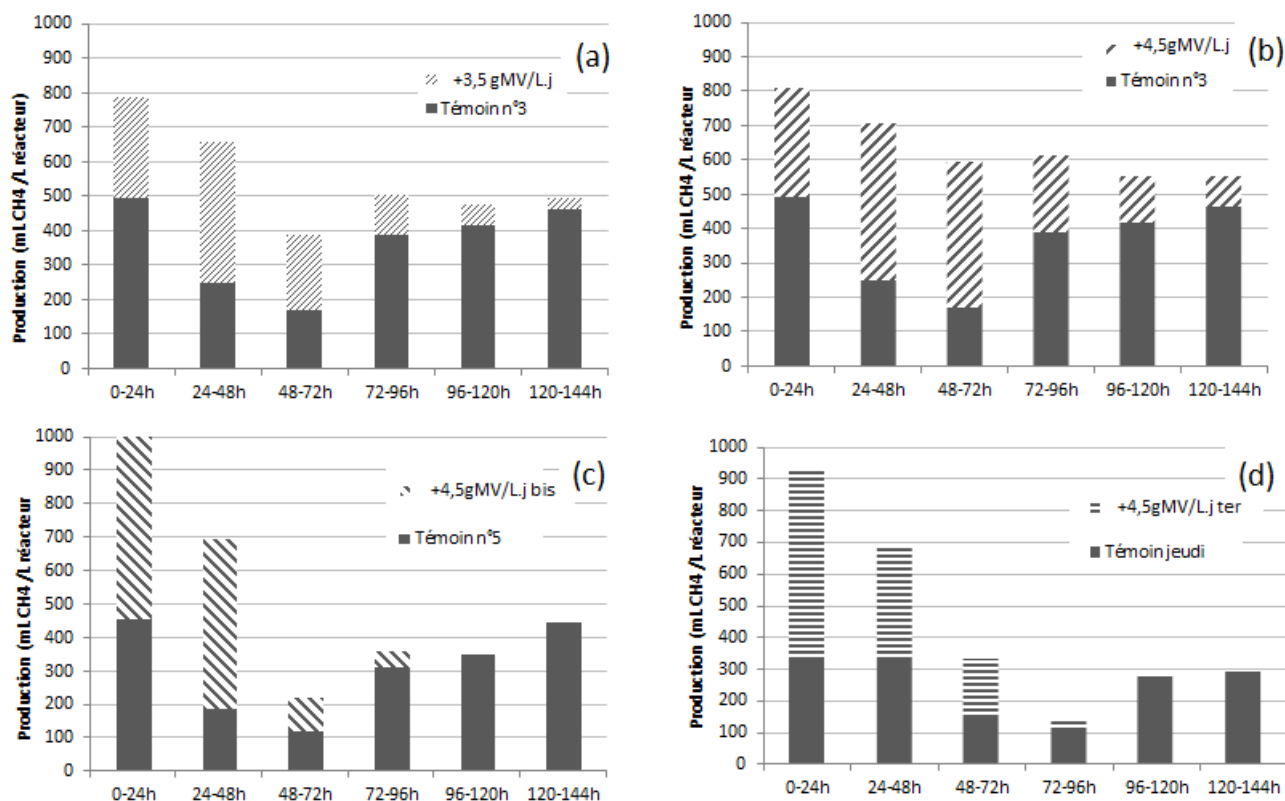 (a)
Production (mL CH4 /L réacteur)
1000
900
800
700
600
500
400
300
200
100
0
+3,5 gMV/L.j
Témoin n°3
0-24h 24-48h 48-72h 72-96h 96-120h 120-144h
(b)
Production (mL CH4 /L réacteur
1000
900
800
700
600
500
400
300
200
100
0
+4,5gMV/L.j
Témoin n°3
0-24h 24-48h 48-72h 72-96h 96-120h 120-144h
(c)
Production (mL CH4 /L réacteur
1000
900
800
700
600
500
400
300
200
100
0
+4,5gMV/L.j bis
Témoin n°5
0-24h 24-48h 48-72h 72-96h 96-120h 120-144h
(d)
Production (mL CH4 /L réacteur
1000
900
800
700
600
500
400
300
200
100
0
+4,5gMV/L.j ter
Témoin jeudi
0-24h 24-48h 48-72h 72-96h 96-120h 120-144h